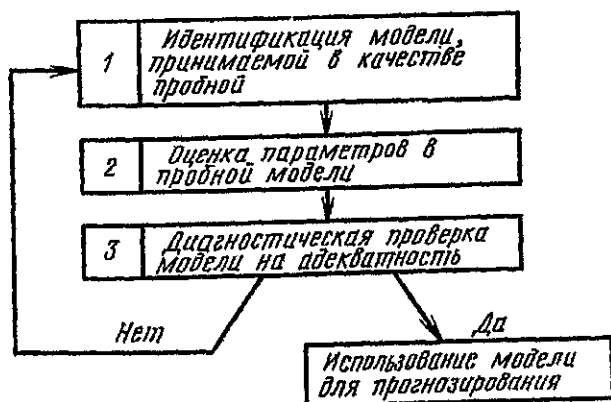 1
Идентификация модели,
принимаемой в качестве
пробной
2
Оценка параметров в
пробной модели
3
Диагностическая проверка
модели на адекватность
Нет
Да
Использование модели
для прогнозирования